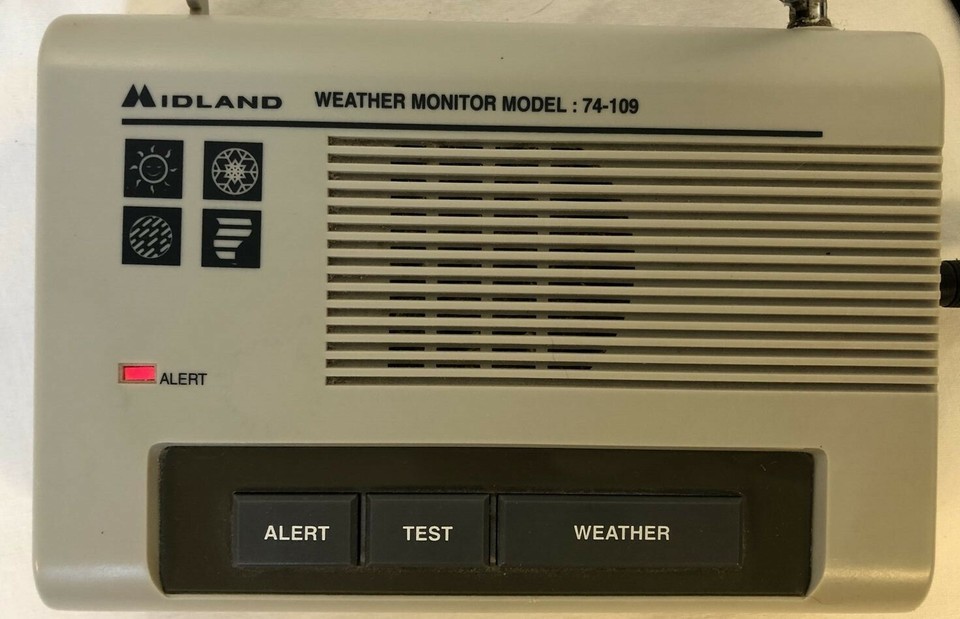 MIDLAND WEATHER MONITOR MODEL : 74-109
ALERT
ALERT TEST WEATHER